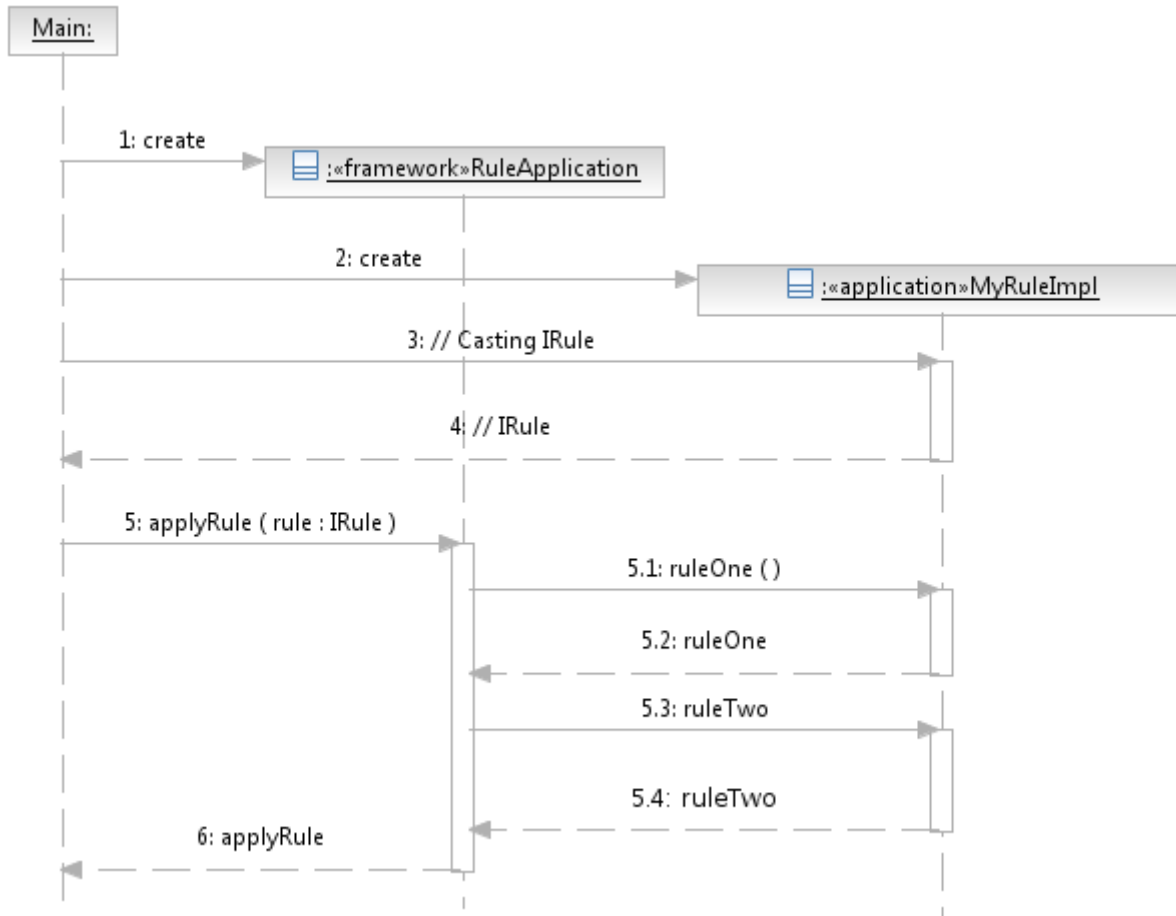 Main:
1: create
:«framework»RuleApplication
2: create
:«application»MyRuleImpl
3: // Casting IRule
4: // IRule
5: applyRule ( rule : IRule )
5.1: ruleOne ( )
5.2: ruleOne
5.3: ruleTwo
5.4: ruleTwo
6: applyRule